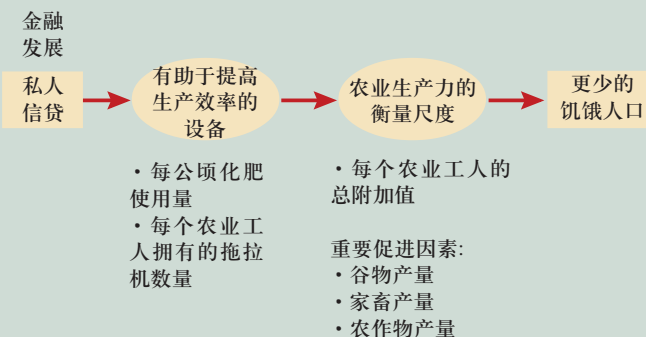 金融
发展
私人
信贷
有助于提高
生产效率的
设备
农业生产力的
衡量尺度
更少的
饥饿人口
・每公顷化肥
使用量
・每个农业工
人拥有的拖拉
机数量
・每个农业工人的
总附加值
重要促进因素:
・谷物产量
・家畜产量
・农作物产量